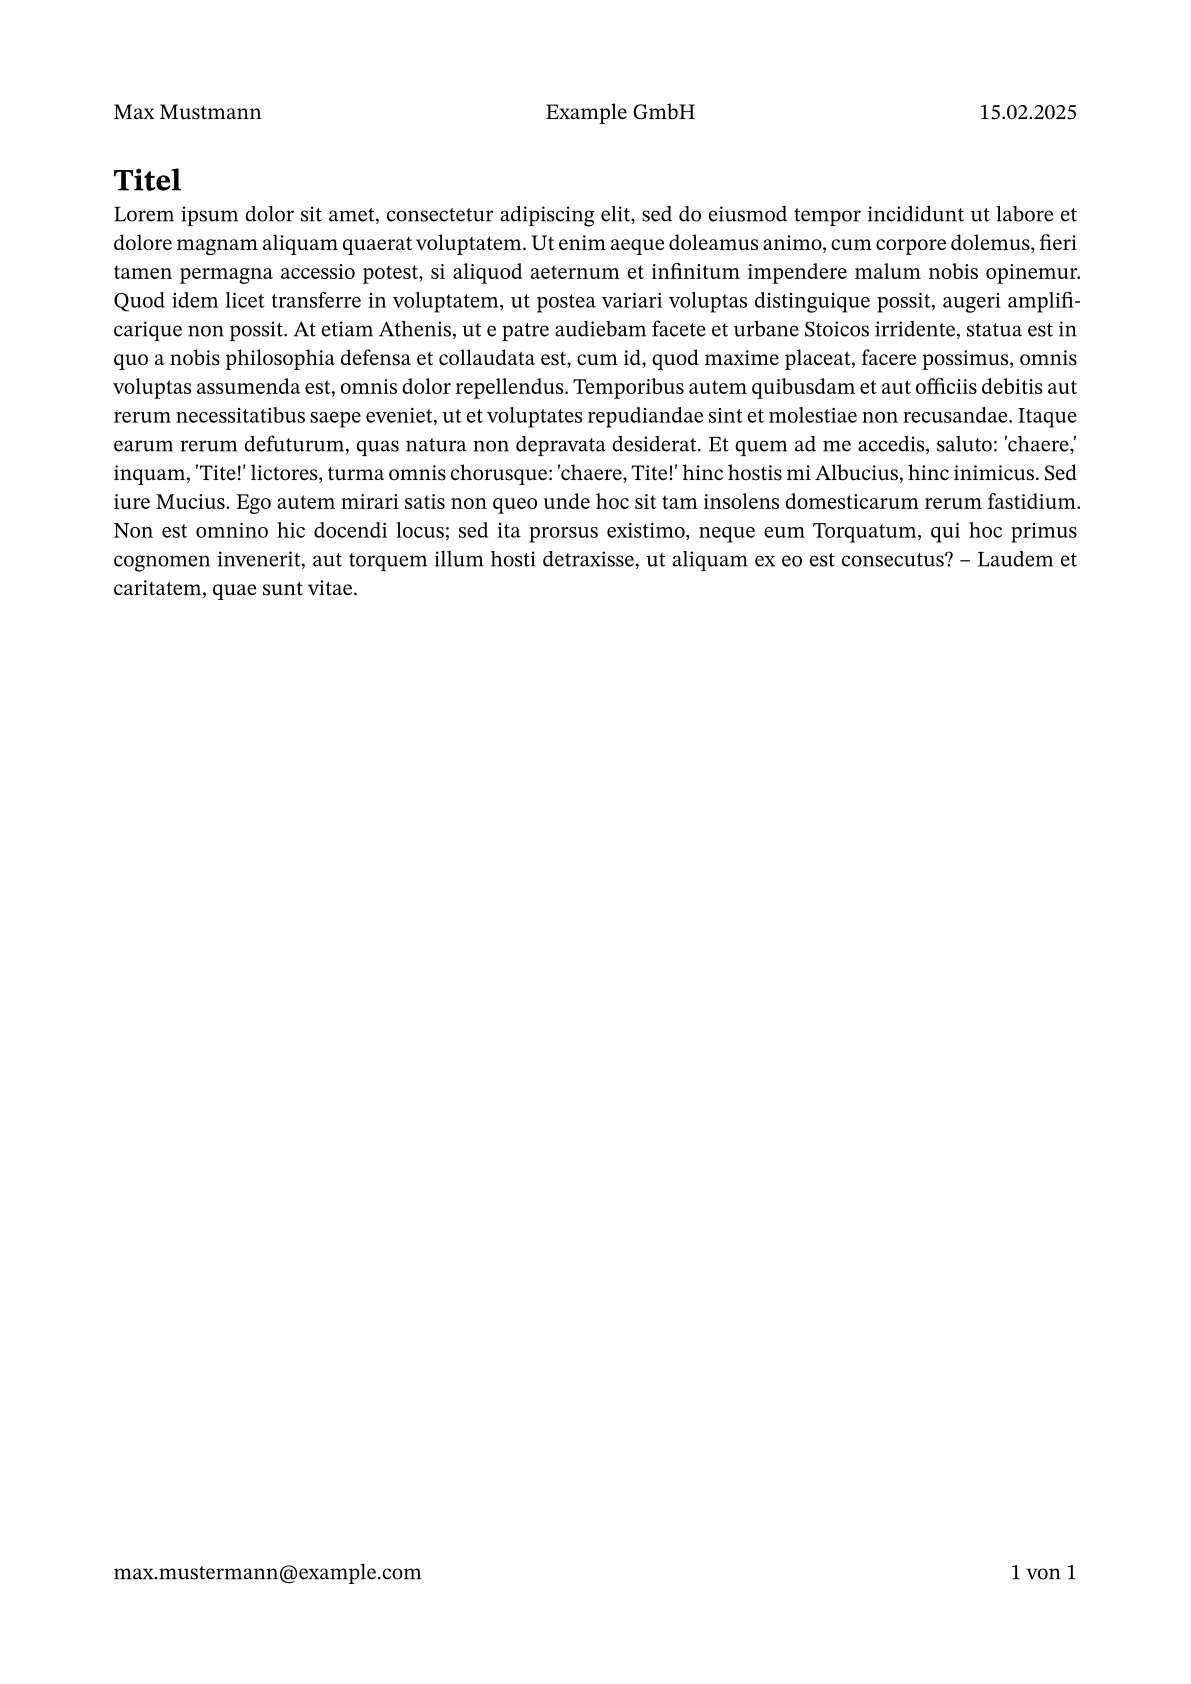 Max Mustmann Example GmbH 15.02.2025
Titel
Lorem ipsum dolor sit amet, consectetur adipiscing elit, sed do eiusmod tempor incididunt ut labore et
dolore magnam aliquam quaerat voluptatem. Ut enim aeque doleamus animo, cum corpore dolemus, fieri
tamen permagna accessio potest, si aliquod aeternum et infinitum impendere malum nobis opinemur.
Quod idem licet transferre in voluptatem, ut postea variari voluptas distinguique possit, augeri amplifi-
carique non possit. At etiam Athenis, ut e patre audiebam facete et urbane Stoicos irridente, statua est in
quo a nobis philosophia defensa et collaudata est, cum id, quod maxime placeat, facere possimus, omnis
voluptas assumenda est, omnis dolor repellendus. Temporibus autem quibusdam et aut officiis debitis aut
rerum necessitatibus saepe eveniet, ut et voluptates repudiandae sint et molestiae non recusandae. Itaque
earum rerum defuturum, quas natura non depravata desiderat. Et quem ad me accedis, saluto: 'chaere,'
inquam, 'Tite!' lictores, turma omnis chorusque: 'chaere, Tite!' hinc hostis mi Albucius, hinc inimicus. Sed
iure Mucius. Ego autem mirari satis non queo unde hoc sit tam insolens domesticarum rerum fastidium.
Non est omnino hic docendi locus; sed ita prorsus existimo, neque eum Torquatum, qui hoc primus
cognomen invenerit, aut torquem illum hosti detraxisse, ut aliquam ex eo est consecutus? – Laudem et
caritatem, quae sunt vitae.
max.mustermann@example.com 1 von 1